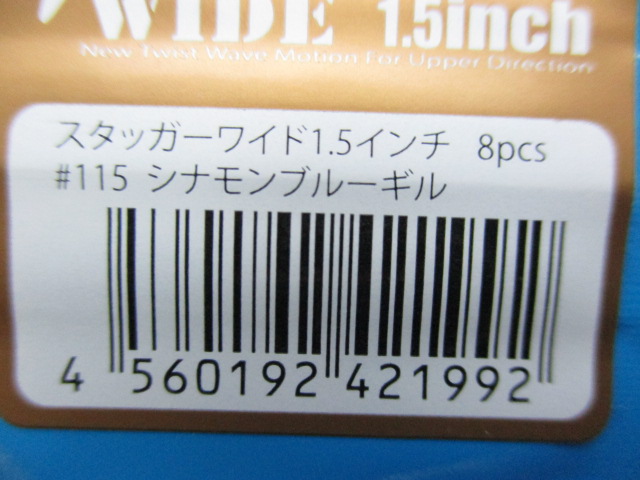 WIDE 1.5inch
New Twist Wave Motion For Upper Direction
スタッガーワイド1.5インチ 8pcs
#115 シナモンブルーギル
4 560192 421992